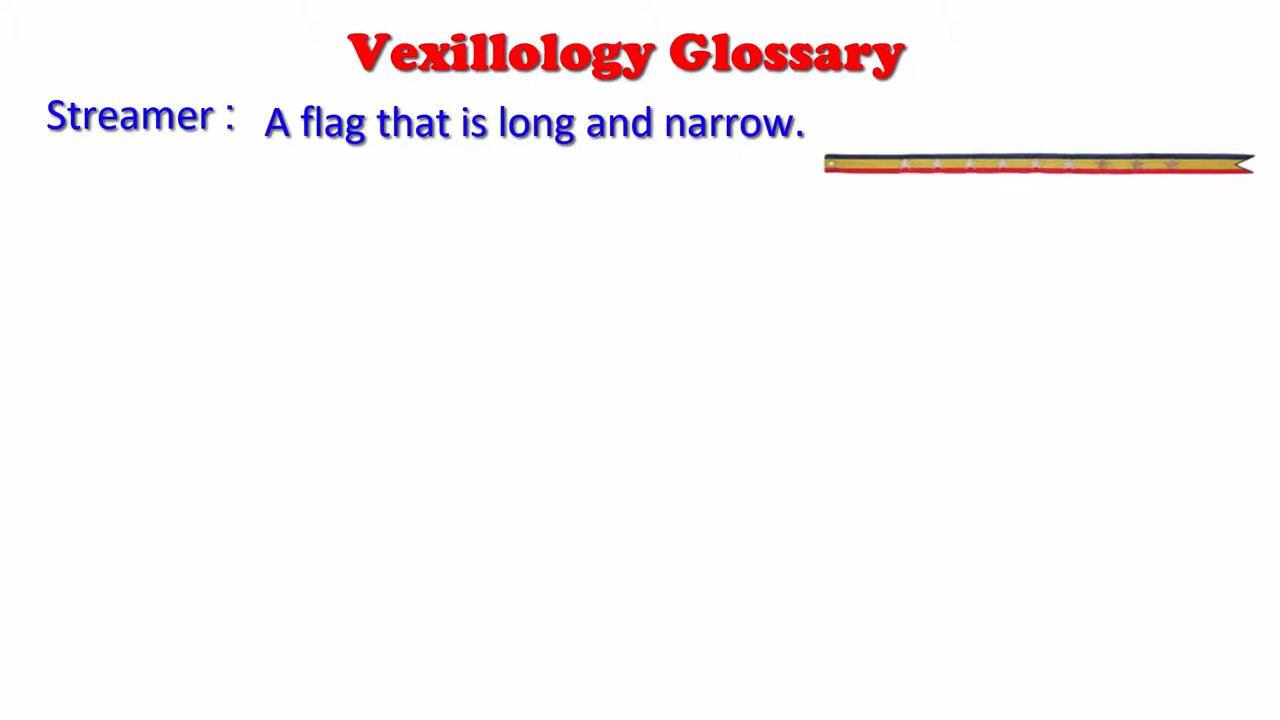 Vexillology Glossary
Streamer : A flag that is long and narrow.